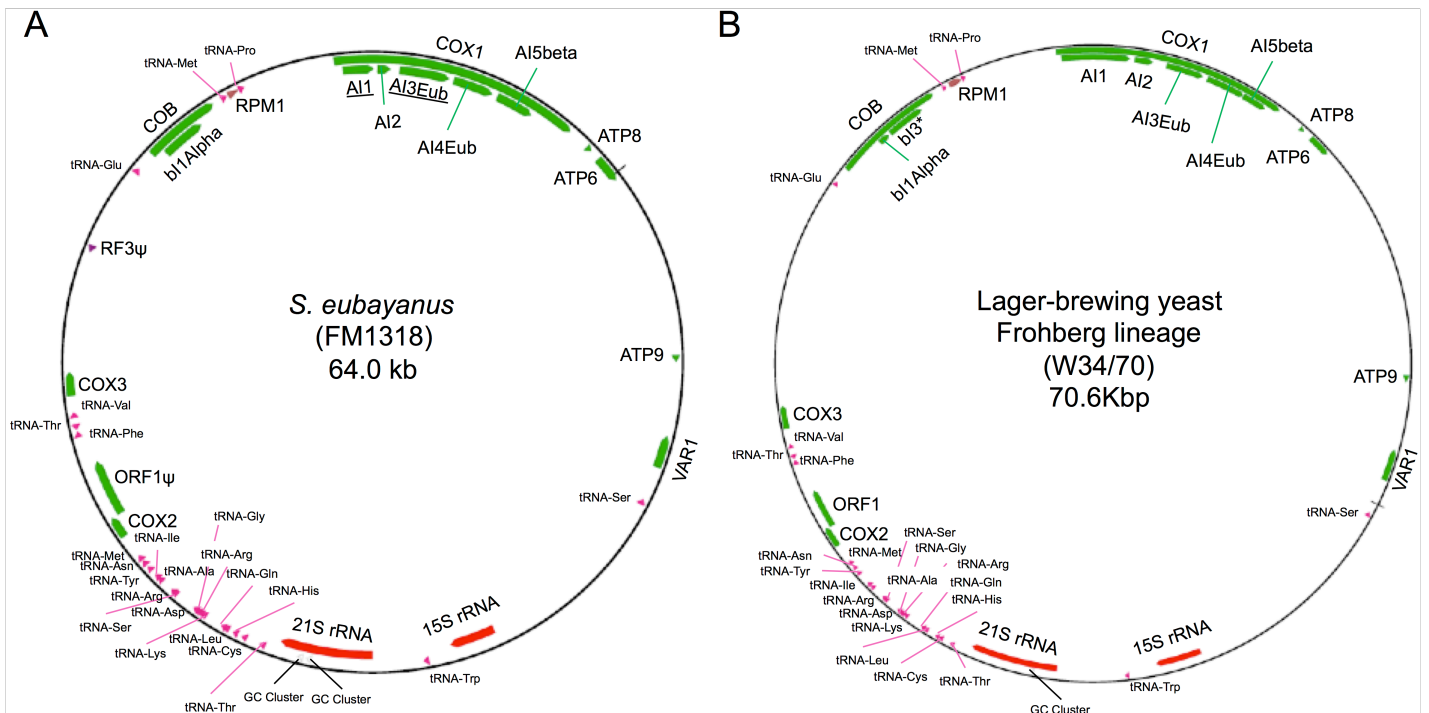 A
tRNA-Pro
tRNA-Met
COX1
AI5beta
AI1
AI3Eub
RPM1
COB
AI2
AI4Eub
ATP8
bI1Alpha
tRNA-Glu
ATP6
RF3ψ
S. eubayanus
(FM1318)
64.0 kb
ATP9
COX3
tRNA-Val
tRNA-Thr
tRNA-Phe
VAR1
ORF1ψ
tRNA-Ser
COX2
tRNA-Gly
tRNA-Ile
tRNA-Met
tRNA-Arg
tRNA-Asn
tRNA-Ala
tRNA-Gln
tRNA-Tyr
tRNA-His
tRNA-Arg
tRNA-Asp
tRNA-Ser
21S rRNA
15S rRNA
tRNA-Leu
tRNA-Lys
tRNA-Cys
tRNA-Trp
GC Cluster
GC Cluster
tRNA-Thr
B
tRNA-Pro
tRNA-Met
COX1
AI5beta
AI1
AI2
RPM1
COB
bI3*
AI3Eub
ATP8
AI4Eub
ATP6
tRNA-Glu
bI1Alpha
Lager-brewing yeast
Frohberg lineage
(W34/70)
70.6Kbp
ATP9
COX3
tRNA-Val
tRNA-Thr
tRNA-Phe
VAR1
ORF1
tRNA-Ser
COX2
tRNA-Ser
tRNA-Asn
tRNA-Met
tRNA-Gly
tRNA-Tyr
tRNA-Arg
tRNA-Ile
tRNA-Ala
tRNA-Gln
tRNA-Arg
tRNA-His
tRNA-Asp
tRNA-Lys
21S rRNA
15S rRNA
tRNA-Leu
tRNA-Cys
tRNA-Thr
tRNA-Trp
GC Cluster